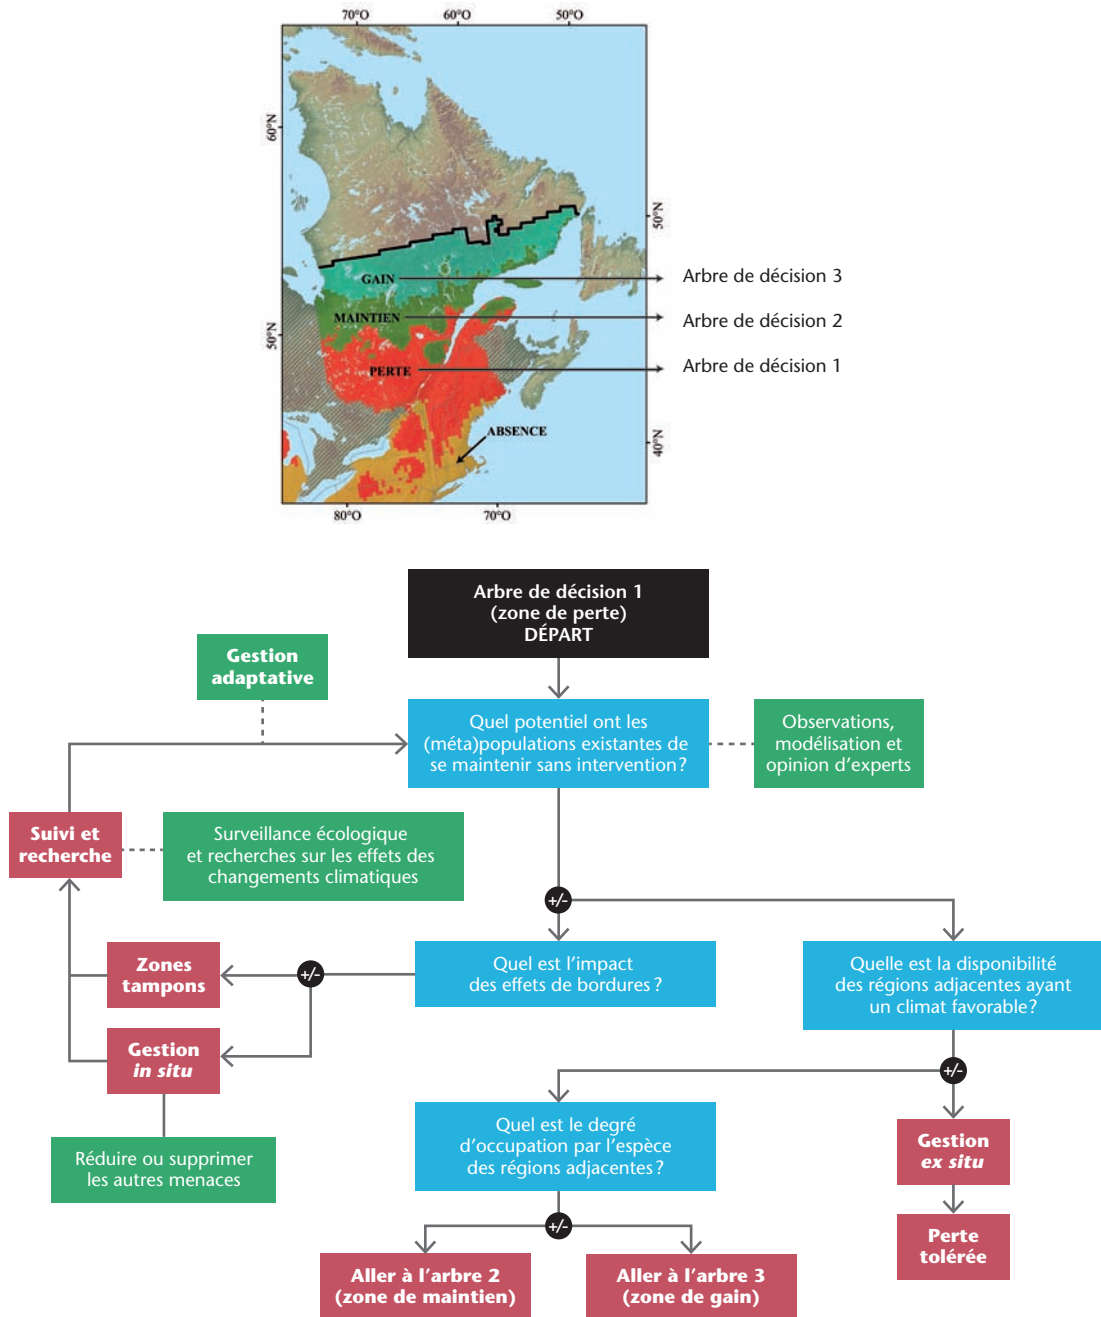 70°O 60°O 50°O
60°N
50°N
50°N
40°N
GAIN
MAINTIEN
PERTE
ABSENCE
80°O 70°O
Arbre de décision 3
Arbre de décision 2
Arbre de décision 1
Arbre de décision 1
(zone de perte)
DÉPART
Gestion
adaptative
Quel potentiel ont les
(méta)populations existantes de
se maintenir sans intervention ?
Observations,
modélisation et
opinion d’experts
Suivi et
recherche
Surveillance écologique
et recherches sur les effets des
changements climatiques
+/-
Zones
tampons
+/-
Quel est l’impact
des effets de bordures ?
Quelle est la disponibilité
des régions adjacentes ayant
un climat favorable ?
Gestion
in situ
+/-
Réduire ou supprimer
les autres menaces
Quel est le degré
d’occupation par l’espèce
des régions adjacentes ?
Gestion
ex situ
+/-
Perte
tolérée
Aller à l’arbre 2
(zone de maintien)
Aller à l’arbre 3
(zone de gain)